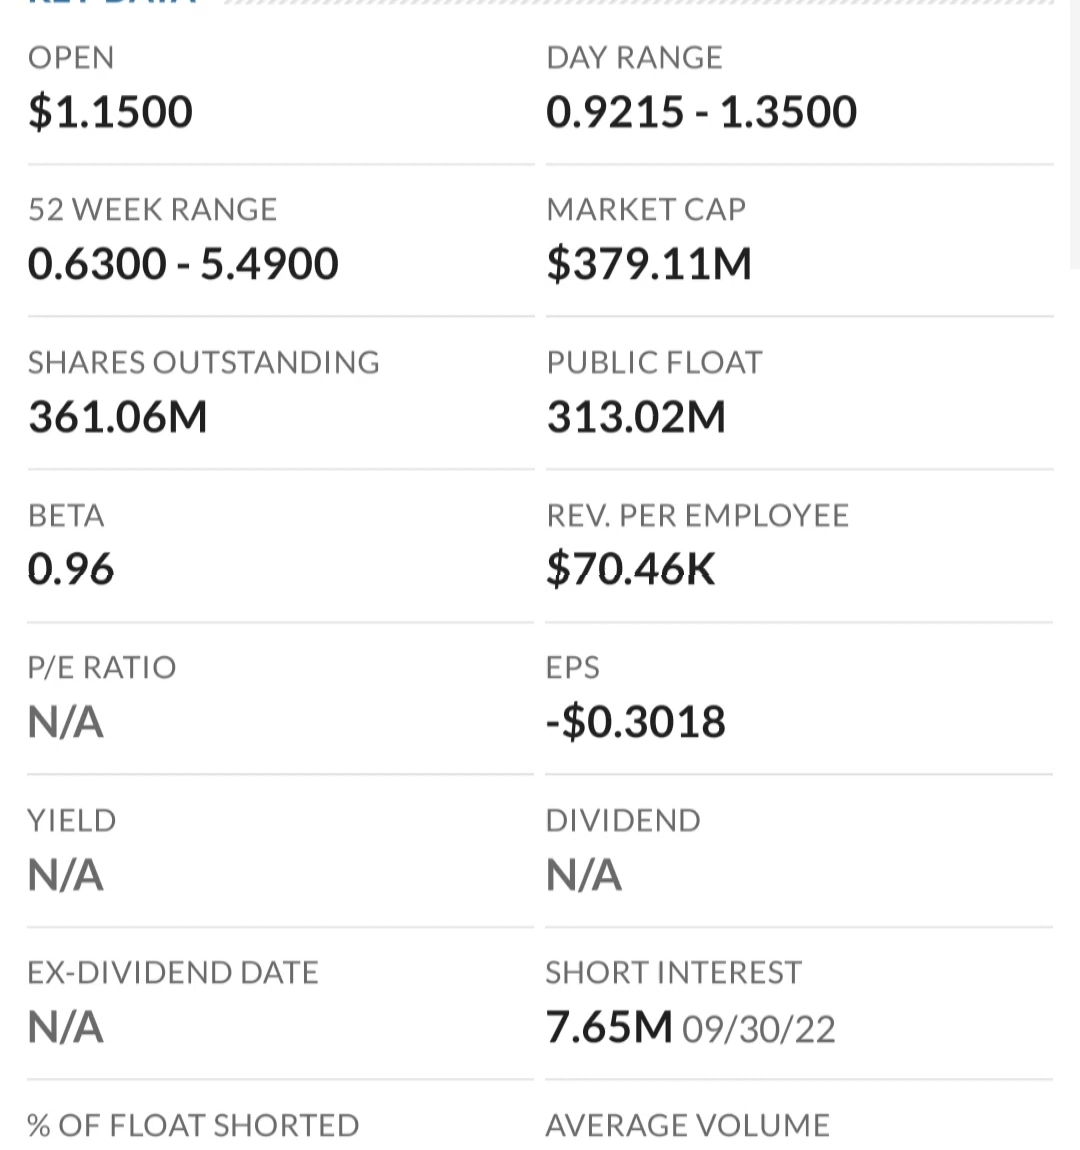 OPEN
$1.1500
DAY RANGE
0.9215 - 1.3500
52 WEEK RANGE
0.6300 - 5.4900
MARKET CAP
$379.11M
SHARES OUTSTANDING
361.06M
PUBLIC FLOAT
313.02M
BETA
0.96
REV. PER EMPLOYEE
$70.46K
P/E RATIO
N/A
EPS
-$0.3018
YIELD
N/A
DIVIDEND
N/A
EX-DIVIDEND DATE
N/A
SHORT INTEREST
7.65M 09/30/22
% OF FLOAT SHORTED
AVERAGE VOLUME